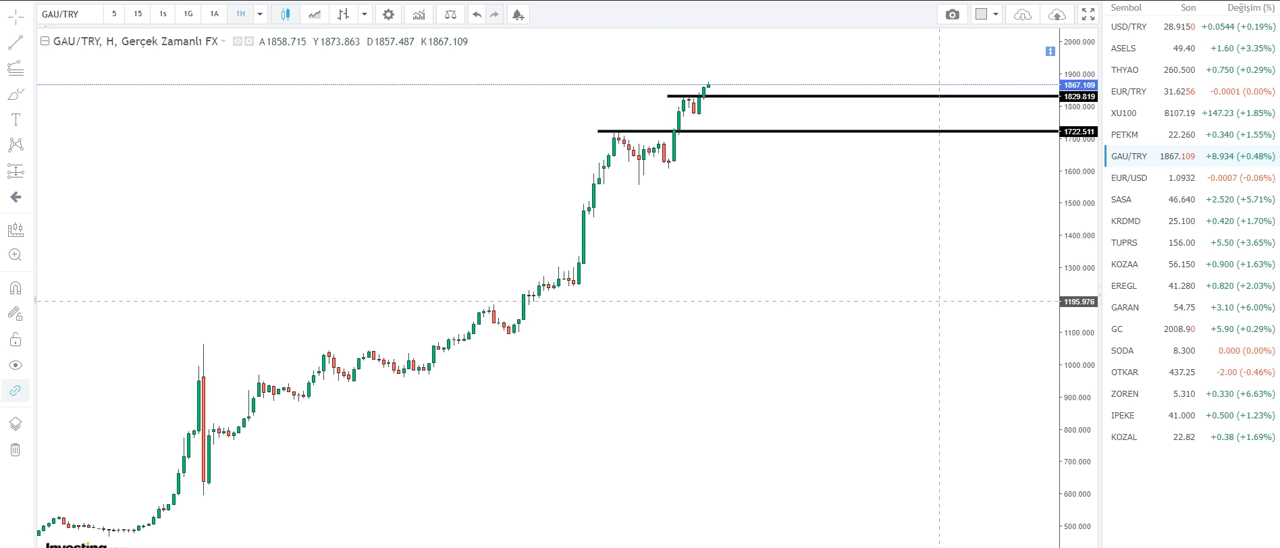 GAU/TRY 5 15 1s 1G 1A 1H
GAU/TRY, H, Gerçek Zamanlı FX A1858.715 Y1873.863 D1857.487 K1867.109
2000.000
1900.000
1867.109
1829.819
1800.000
1722.511
1700.000
1600.000
1500.000
1400.000
1300.000
1195.976
1100.000
1000.000
900.000
800.000
700.000
600.000
500.000
Investing
Sembol Son Değişim (%)
USD/TRY 28.9150 +0.0544 (+0.19%)
ASELS 49.40 +1.60 (+3.35%)
THYAO 260.500 +0.750 (+0.29%)
EUR/TRY 31.6256 -0.0001 (0.00%)
XU100 8107.19 +147.23 (+1.85%)
PETKM 22.260 +0.340 (+1.55%)
GAU/TRY 1867.109 +8.934 (+0.48%)
EUR/USD 1.0932 -0.0007 (-0.06%)
SASA 46.640 +2.520 (+5.71%)
KRDMD 25.100 +0.420 (+1.70%)
TUPRS 156.00 +5.50 (+3.65%)
KOZAA 56.150 +0.900 (+1.63%)
EREGL 41.280 +0.820 (+2.03%)
GARAN 54.75 +3.10 (+6.00%)
GC 2008.90 +5.90 (+0.29%)
SODA 8.300 0.000 (0.00%)
OTKAR 437.25 -2.00 (-0.46%)
ZOREN 5.310 +0.330 (+6.63%)
IPEKE 41.000 +0.500 (+1.23%)
KOZAL 22.82 +0.38 (+1.69%)